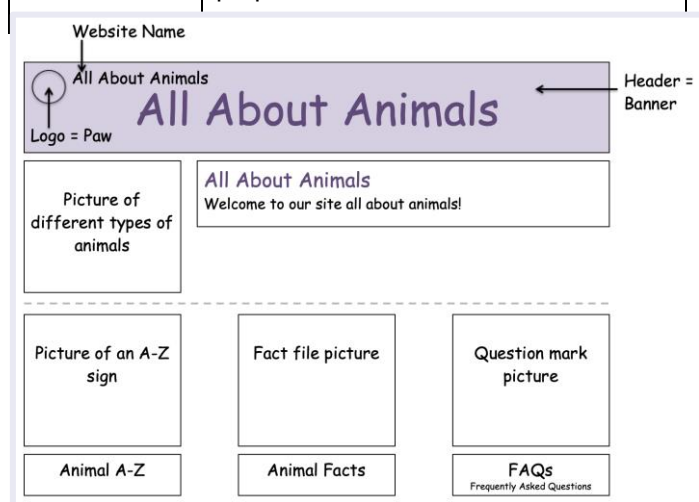 Website Name
All About Animals
All About Animals
Header =
Banner
Logo = Paw
Picture of
different types of
animals
All About Animals
Welcome to our site all about animals!
Picture of an A-Z
sign
Fact file picture
Question mark
picture
Animal A-Z
Animal Facts
FAQs
Frequently Asked Questions